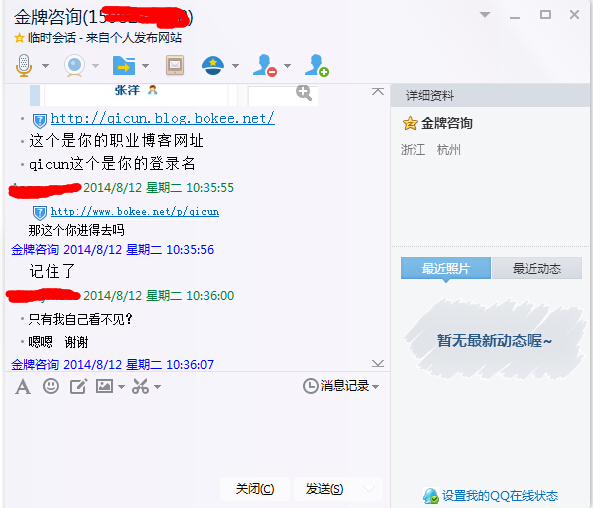 金牌咨询(15
临时会话 - 来自个人发布网站
张洋
http://qicun.blog.bokee.net/
这个是你的职业博客网址
qicun这个是你的登录名
2014/8/12 星期二 10:35:55
http://www.bokee.net/p/qicun
那这个你进得去吗
金牌咨询 2014/8/12 星期二 10:35:56
记住了
2014/8/12 星期二 10:36:00
只有我自己看不见?
嗯嗯 谢谢
金牌咨询 2014/8/12 星期二 10:36:07
消息记录
关闭(C) 发送(S)
详细资料
金牌咨询
浙江 杭州
最近照片 最近动态
暂无最新动态喔~
设置我的QQ在线状态